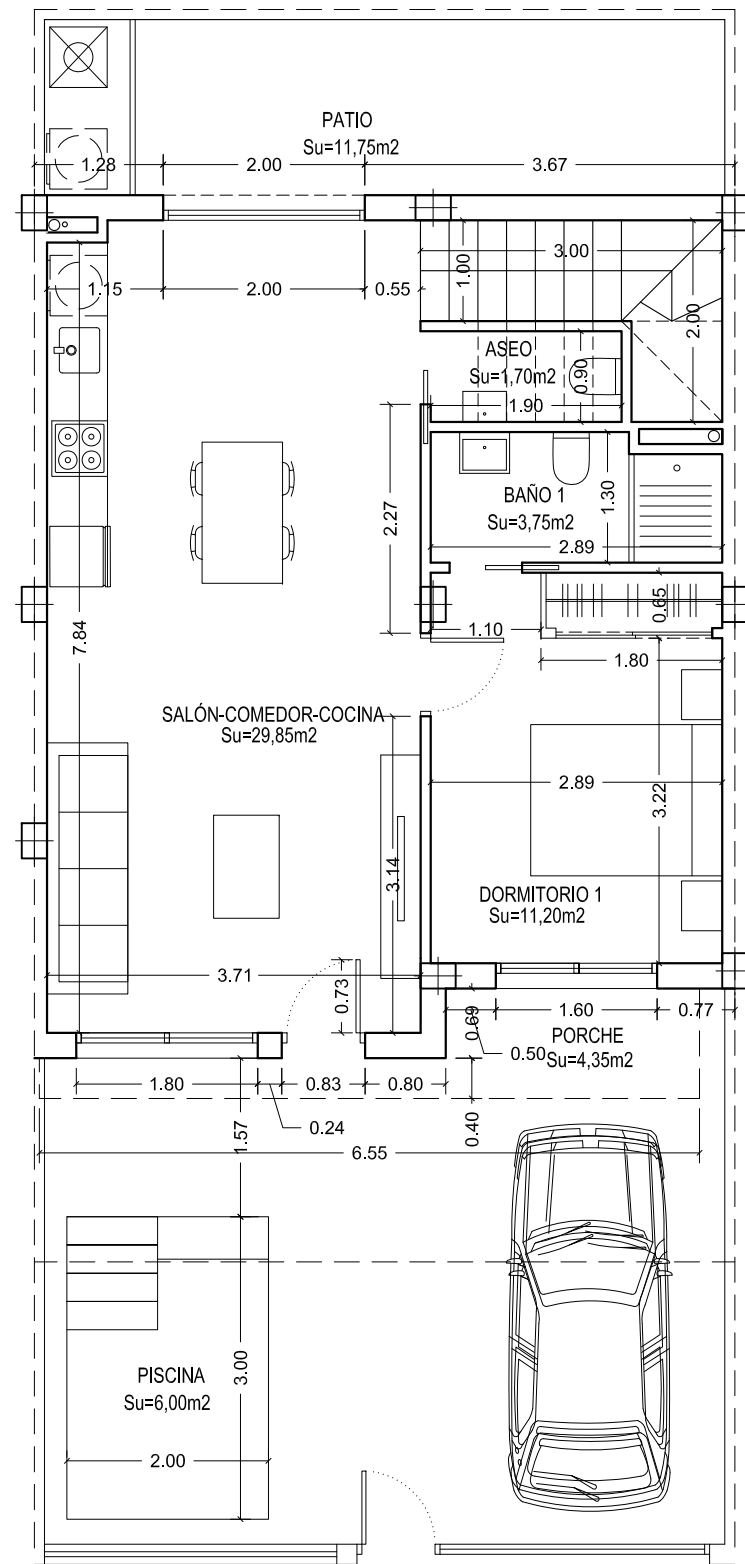 PATIO
Su=11,75m2
1.28
2.00
3.67
3.00
1.00
2.00
1.15
2.00
0.55
ASEO
Su=1,70m2
0.90
1.90
BAÑO 1
Su=3,75m2
1.30
2.89
2.27
0.65
1.10
1.80
7.84
SALÓN-COMEDOR-COCINA
Su=29,85m2
2.89
3.22
3.14
DORMITORIO 1
Su=11,20m2
3.71
0.73
0.69
1.60
0.77
PORCHE
Su=4,35m2
0.50
1.80
0.83
0.80
0.24
0.40
1.57
6.55
PISCINA
Su=6,00m2
3.00
2.00